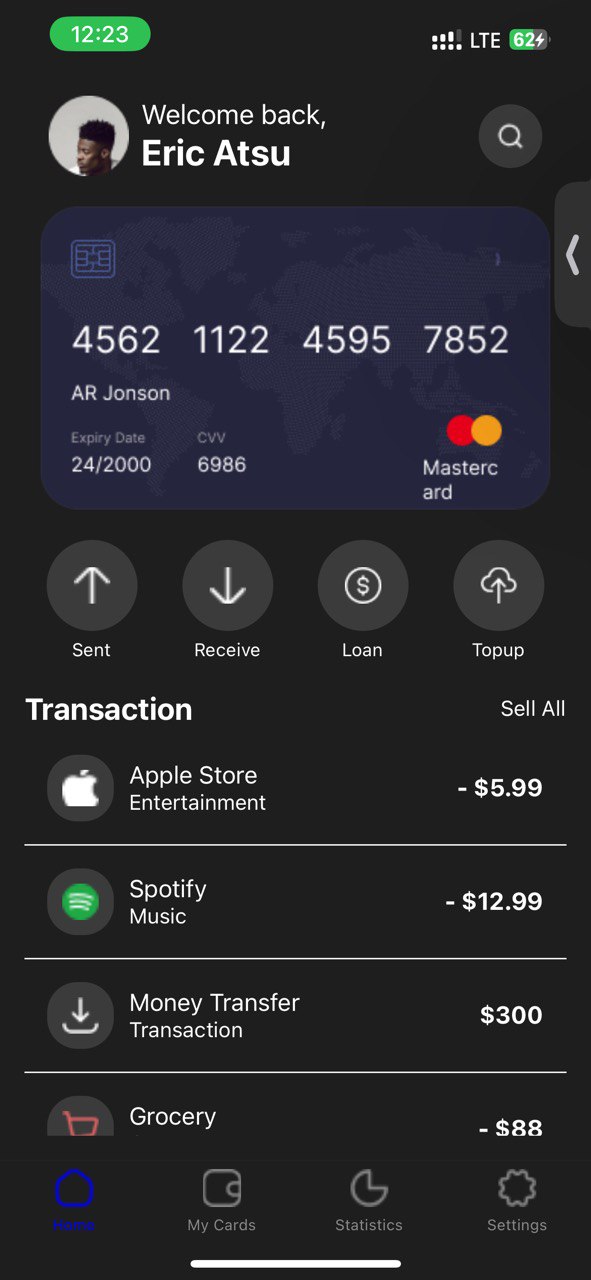 12:23
LTE 62
Welcome back,
Eric Atsu
4562 1122 4595 7852
AR Jonson
Expiry Date CVV
24/2000 6986
Masterc
ard
Sent Receive Loan Topup
Transaction Sell All
Apple Store
Entertainment
- $5.99
Spotify
Music
- $12.99
Money Transfer
Transaction
$300
Grocery
- $88
Home My Cards Statistics Settings